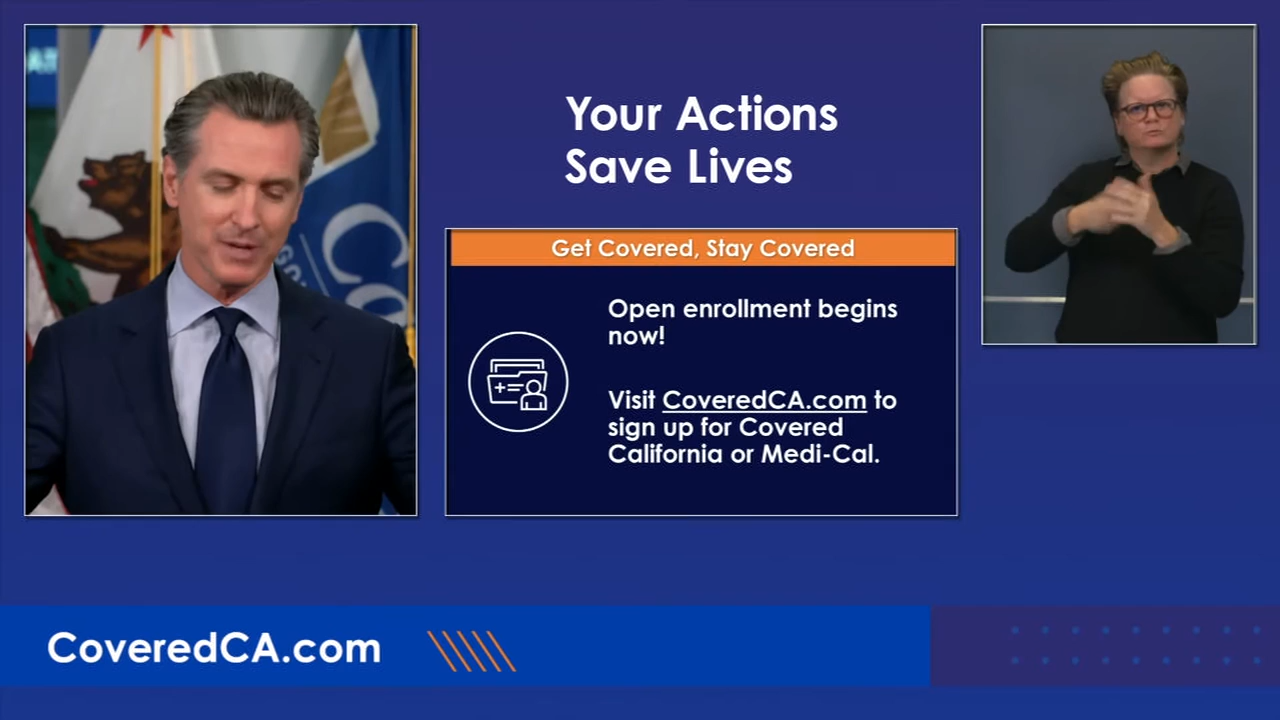 Your Actions
Save Lives
Get Covered, Stay Covered
Open enrollment begins
now!
Visit CoveredCA.com to
sign up for Covered
California or Medi-Cal.
CoveredCA.com